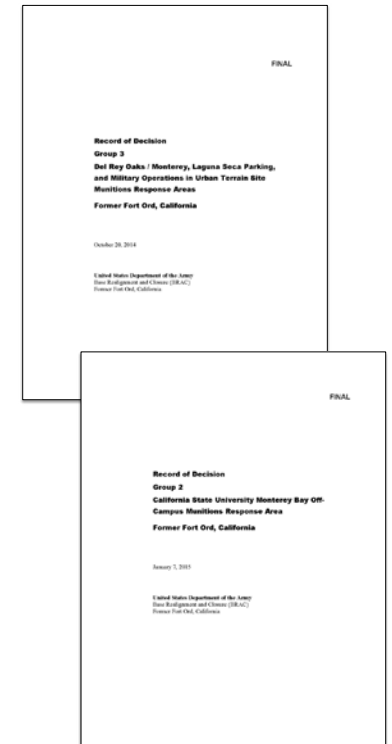 FINAL
Record of Decision
Group 3
Del Rey Oaks / Monterey, Laguna Seca Parking,
and Military Operations in Urban Terrain Site
Munitions Response Areas
Former Fort Ord, California
October 20, 2014
United States Department of the Army
Base Realignment and Closure (BRAC)
Former Fort Ord, California
FINAL
Record of Decision
Group 2
California State University Monterey Bay Off-
Campus Munitions Response Area
Former Fort Ord, California
January 7, 2015
United States Department of the Army
Base Realignment and Closure (BRAC)
Former Fort Ord, California